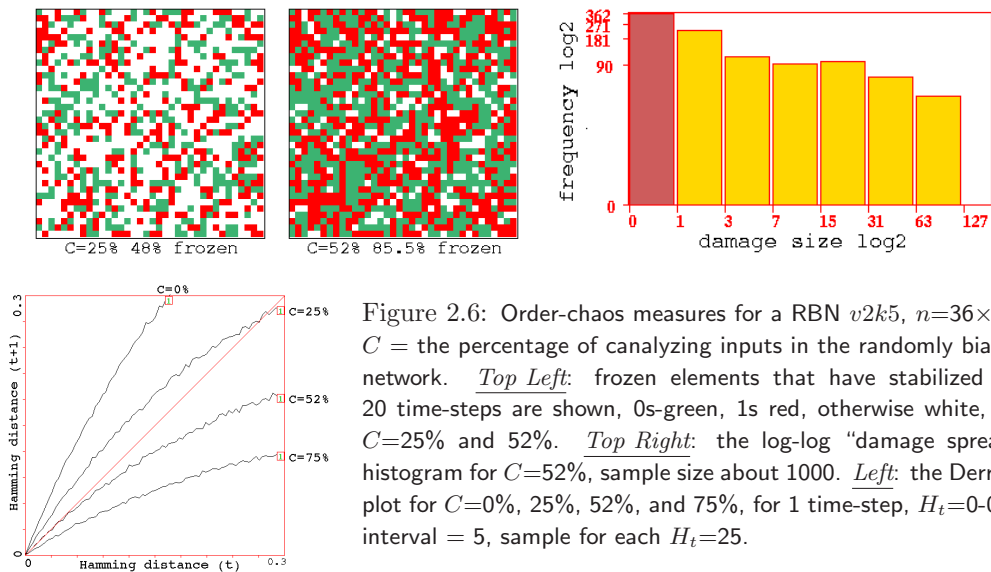 C=25% 48% frozen
C=52% 85.5% frozen
frequency log2
362
271
181
90
0
0 1 3 7 15 31 63 127
damage size log2
C=0%
C=25%
C=52%
C=75%
0.3
Hamming distance (t+1)
0
0
Hamming distance (t)
0.3
Figure 2.6: Order-chaos measures for a RBN v2k5, n=36×
C = the percentage of canalyzing inputs in the randomly bia
network. Top Left: frozen elements that have stabilized
20 time-steps are shown, 0s-green, 1s red, otherwise white,
C=25% and 52%. Top Right: the log-log “damage sprea
histogram for C=52%, sample size about 1000. Left: the Derr
plot for C=0%, 25%, 52%, and 75%, for 1 time-step, Ht=0-0
interval = 5, sample for each Ht=25.